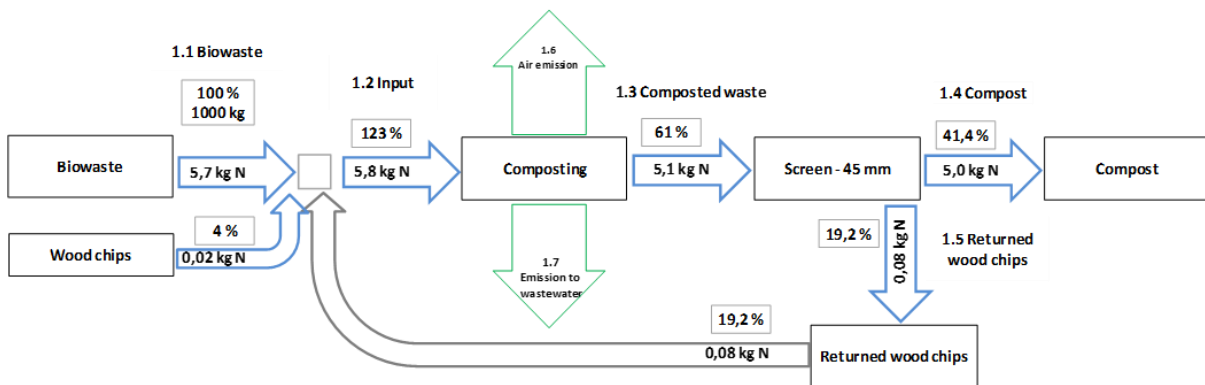 1.1 Biowaste
100 %
1000 kg
Biowaste
5,7 kg N
4 %
Wood chips
0,02 kg N
1.2 Input
123 %
5,8 kg N
1.6
Air emission
Composting
1.7
Emission to
wastewater
1.3 Composted waste
61 %
5,1 kg N
Screen - 45 mm
1.4 Compost
41,4 %
5,0 kg N
Compost
19,2 %
0,08 kg N
1.5 Returned
wood chips
19,2 %
0,08 kg N
Returned wood chips